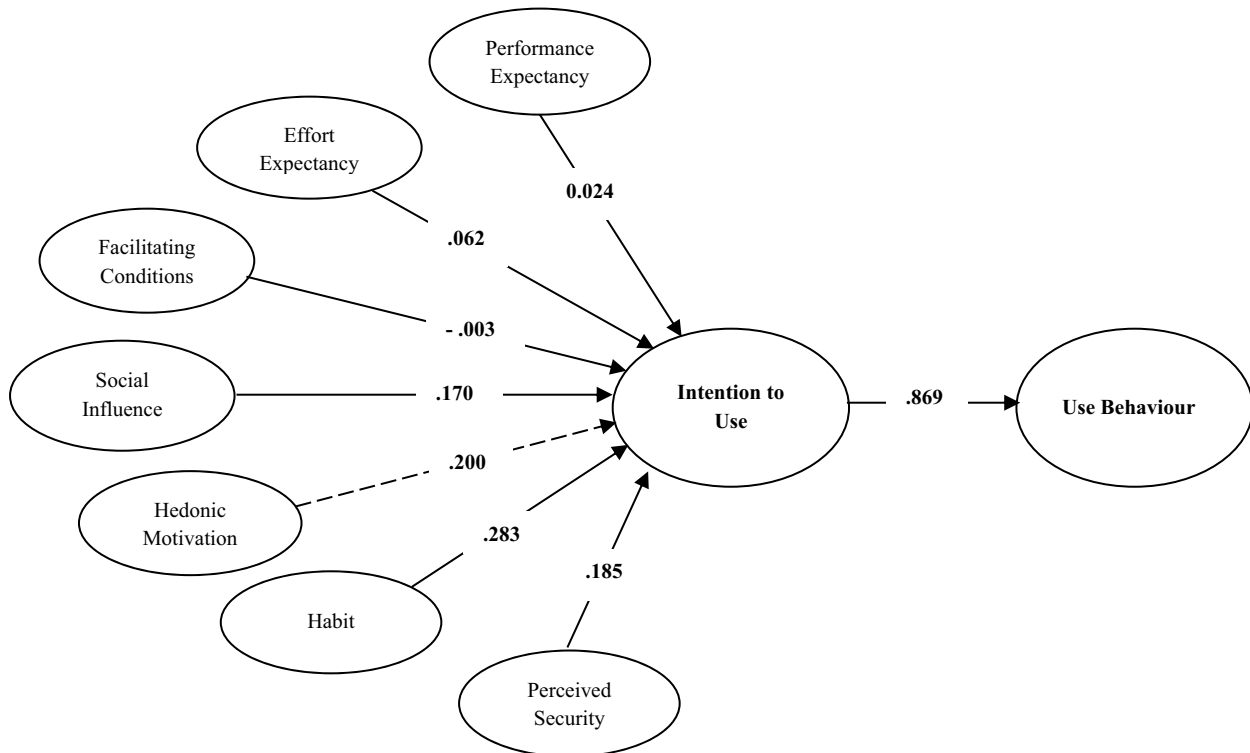 Performance
Expectancy
Effort
Expectancy
0.024
.062
Facilitating
Conditions
- .003
Social
Influence
.170
Intention to
Use
.869
Use Behaviour
.200
Hedonic
Motivation
.283
.185
Habit
Perceived
Security